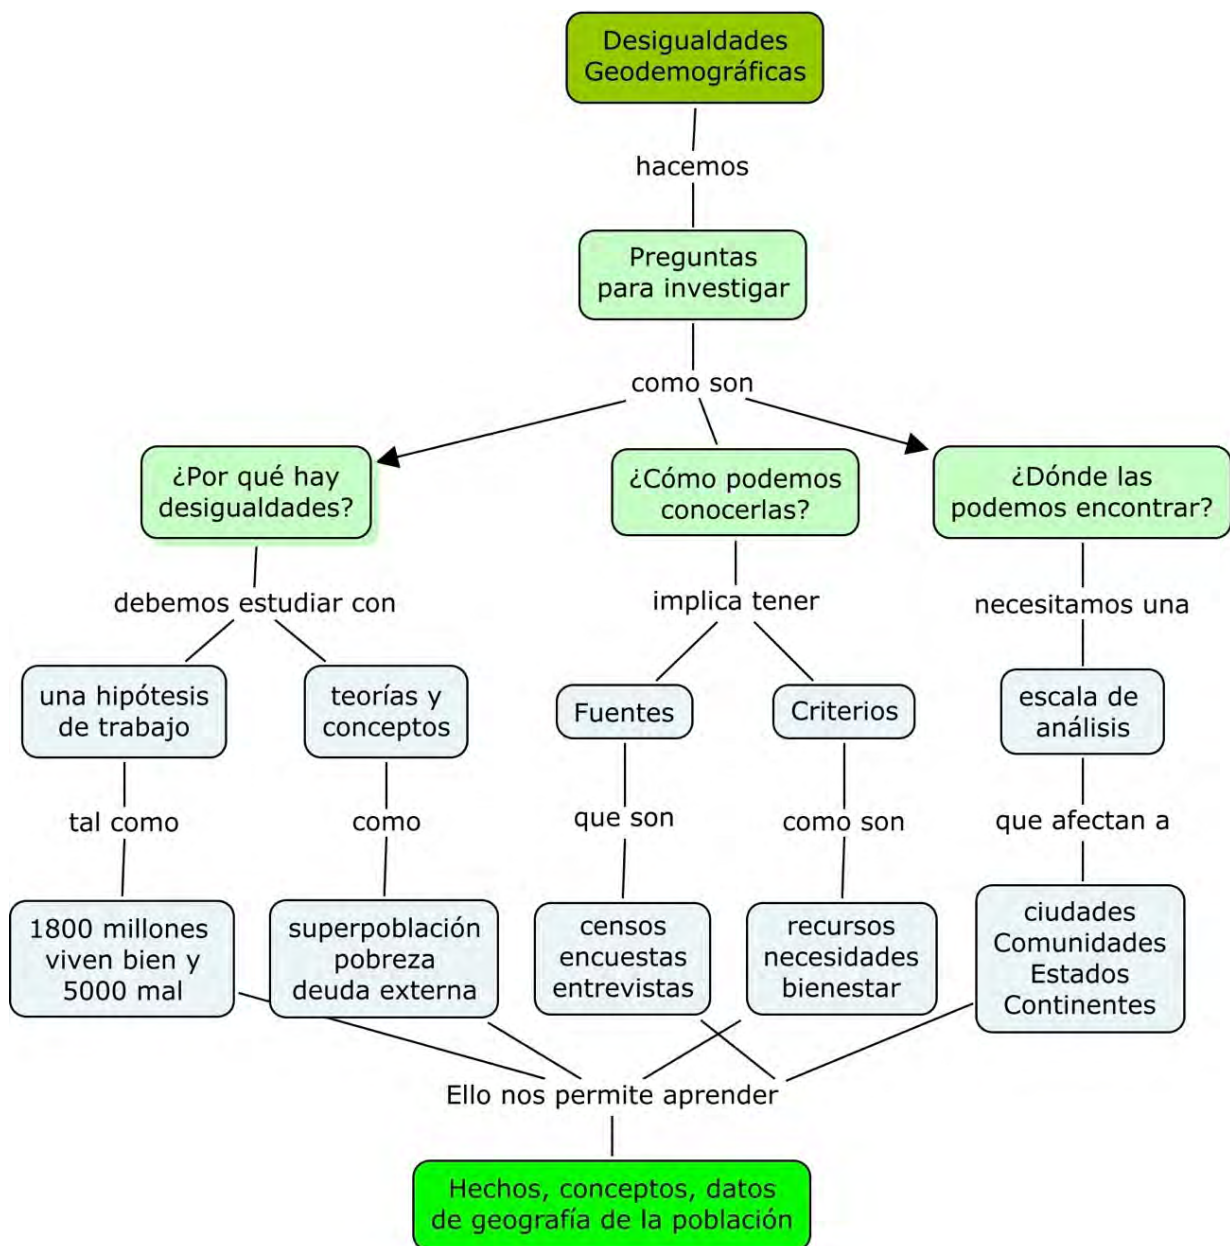 Desigualdades
Geodemográficas
hacemos
Preguntas
para investigar
como son
¿Por qué hay
desigualdades?
¿Cómo podemos
conocerlas?
¿Dónde las
podemos encontrar?
debemos estudiar con
implica tener
necesitamos una
una hipótesis
de trabajo
teorías y
conceptos
Fuentes
Criterios
escala de
análisis
tal como
como
que son
como son
que afectan a
1800 millones
viven bien y
5000 mal
superpoblación
pobreza
deuda externa
censos
encuestas
entrevistas
recursos
necesidades
bienestar
ciudades
Comunidades
Estados
Continentes
Ello nos permite aprender
Hechos, conceptos, datos
de geografía de la población